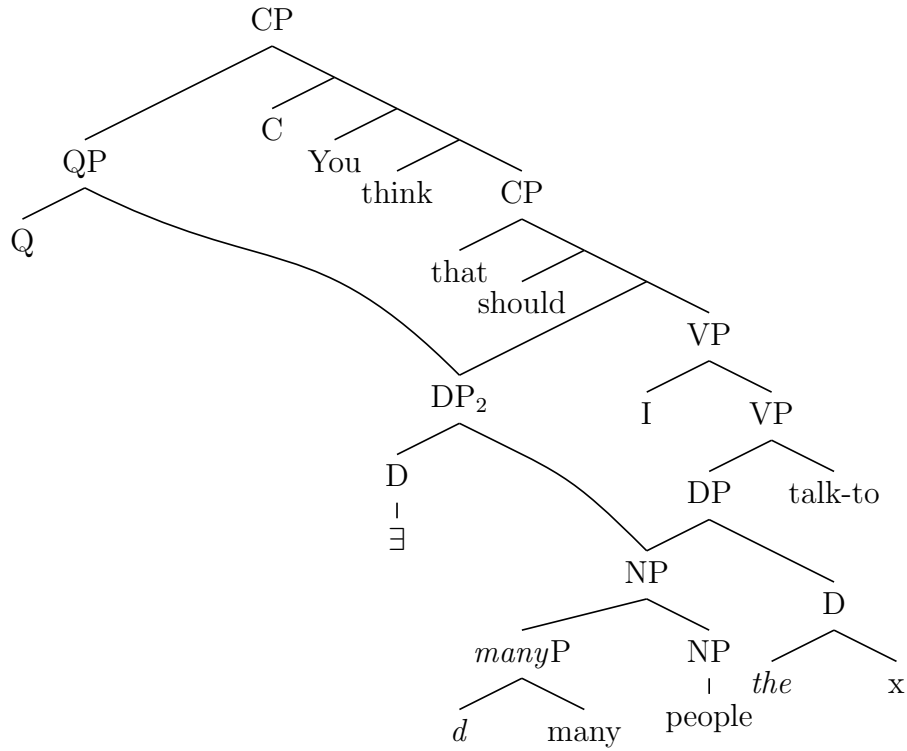 CP
C
You
QP
think
CP
Q
that
should
VP
DP₂
I
VP
D
DP
talk-to
∃
NP
D
manyP
NP
the
x
d
many
people